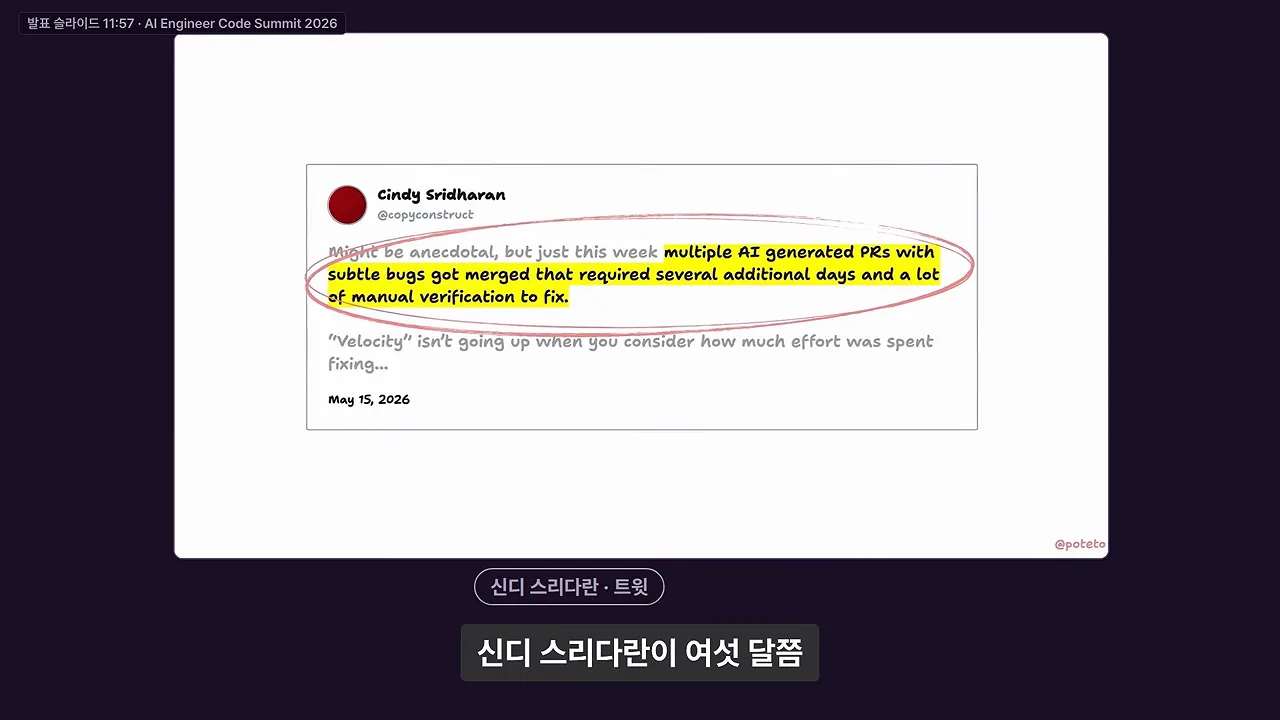 발표 슬라이드 11:57 · AI Engineer Code Summit 2026
Cindy Sridharan
@copyconstruct
Might be anecdotal, but just this week multiple AI generated PRs with
subtle bugs got merged that required several additional days and a lot
of manual verification to fix.
"Velocity" isn't going up when you consider how much effort was spent
fixing...
May 15, 2026
@poteto
신디 스리다란 · 트윗
신디 스리다란이 여섯 달쯤